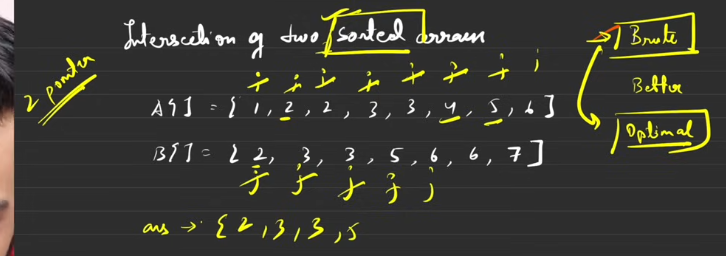 Intersection of two sorted arrays
Brute
Better
Optimal
2 pointer
i i i i i i i i
A[] = { 1, 2, 2, 3, 3, 4, 5, 6 ]
B[] = { 2, 3, 3, 5, 6, 6, 7 ]
j j j j j
ans → { 2, 3, 3, 5